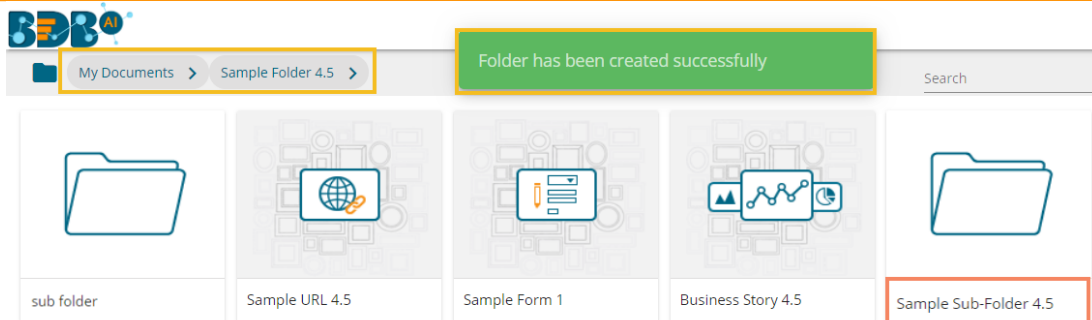 BDB AI
Folder has been created successfully
My Documents
Sample Folder 4.5
Search
sub folder
Sample URL 4.5
Sample Form 1
Business Story 4.5
Sample Sub-Folder 4.5